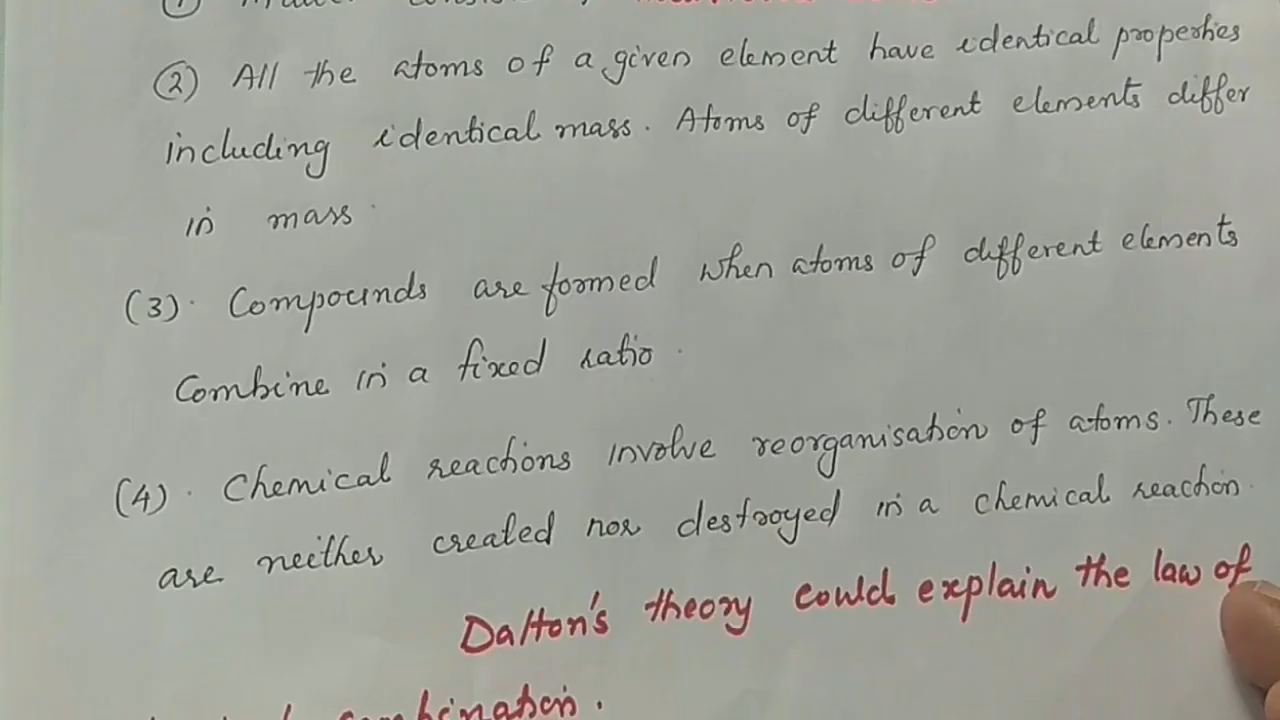 ② All the atoms of a given element have identical properties
including identical mass. Atoms of different elements differ
in mass.
(3). Compounds are formed when atoms of different elements
Combine in a fixed ratio.
(4). Chemical reactions involve reorganisation of atoms. These
are neither created nor destroyed in a chemical reaction.
Dalton's theory could explain the law of
combination.